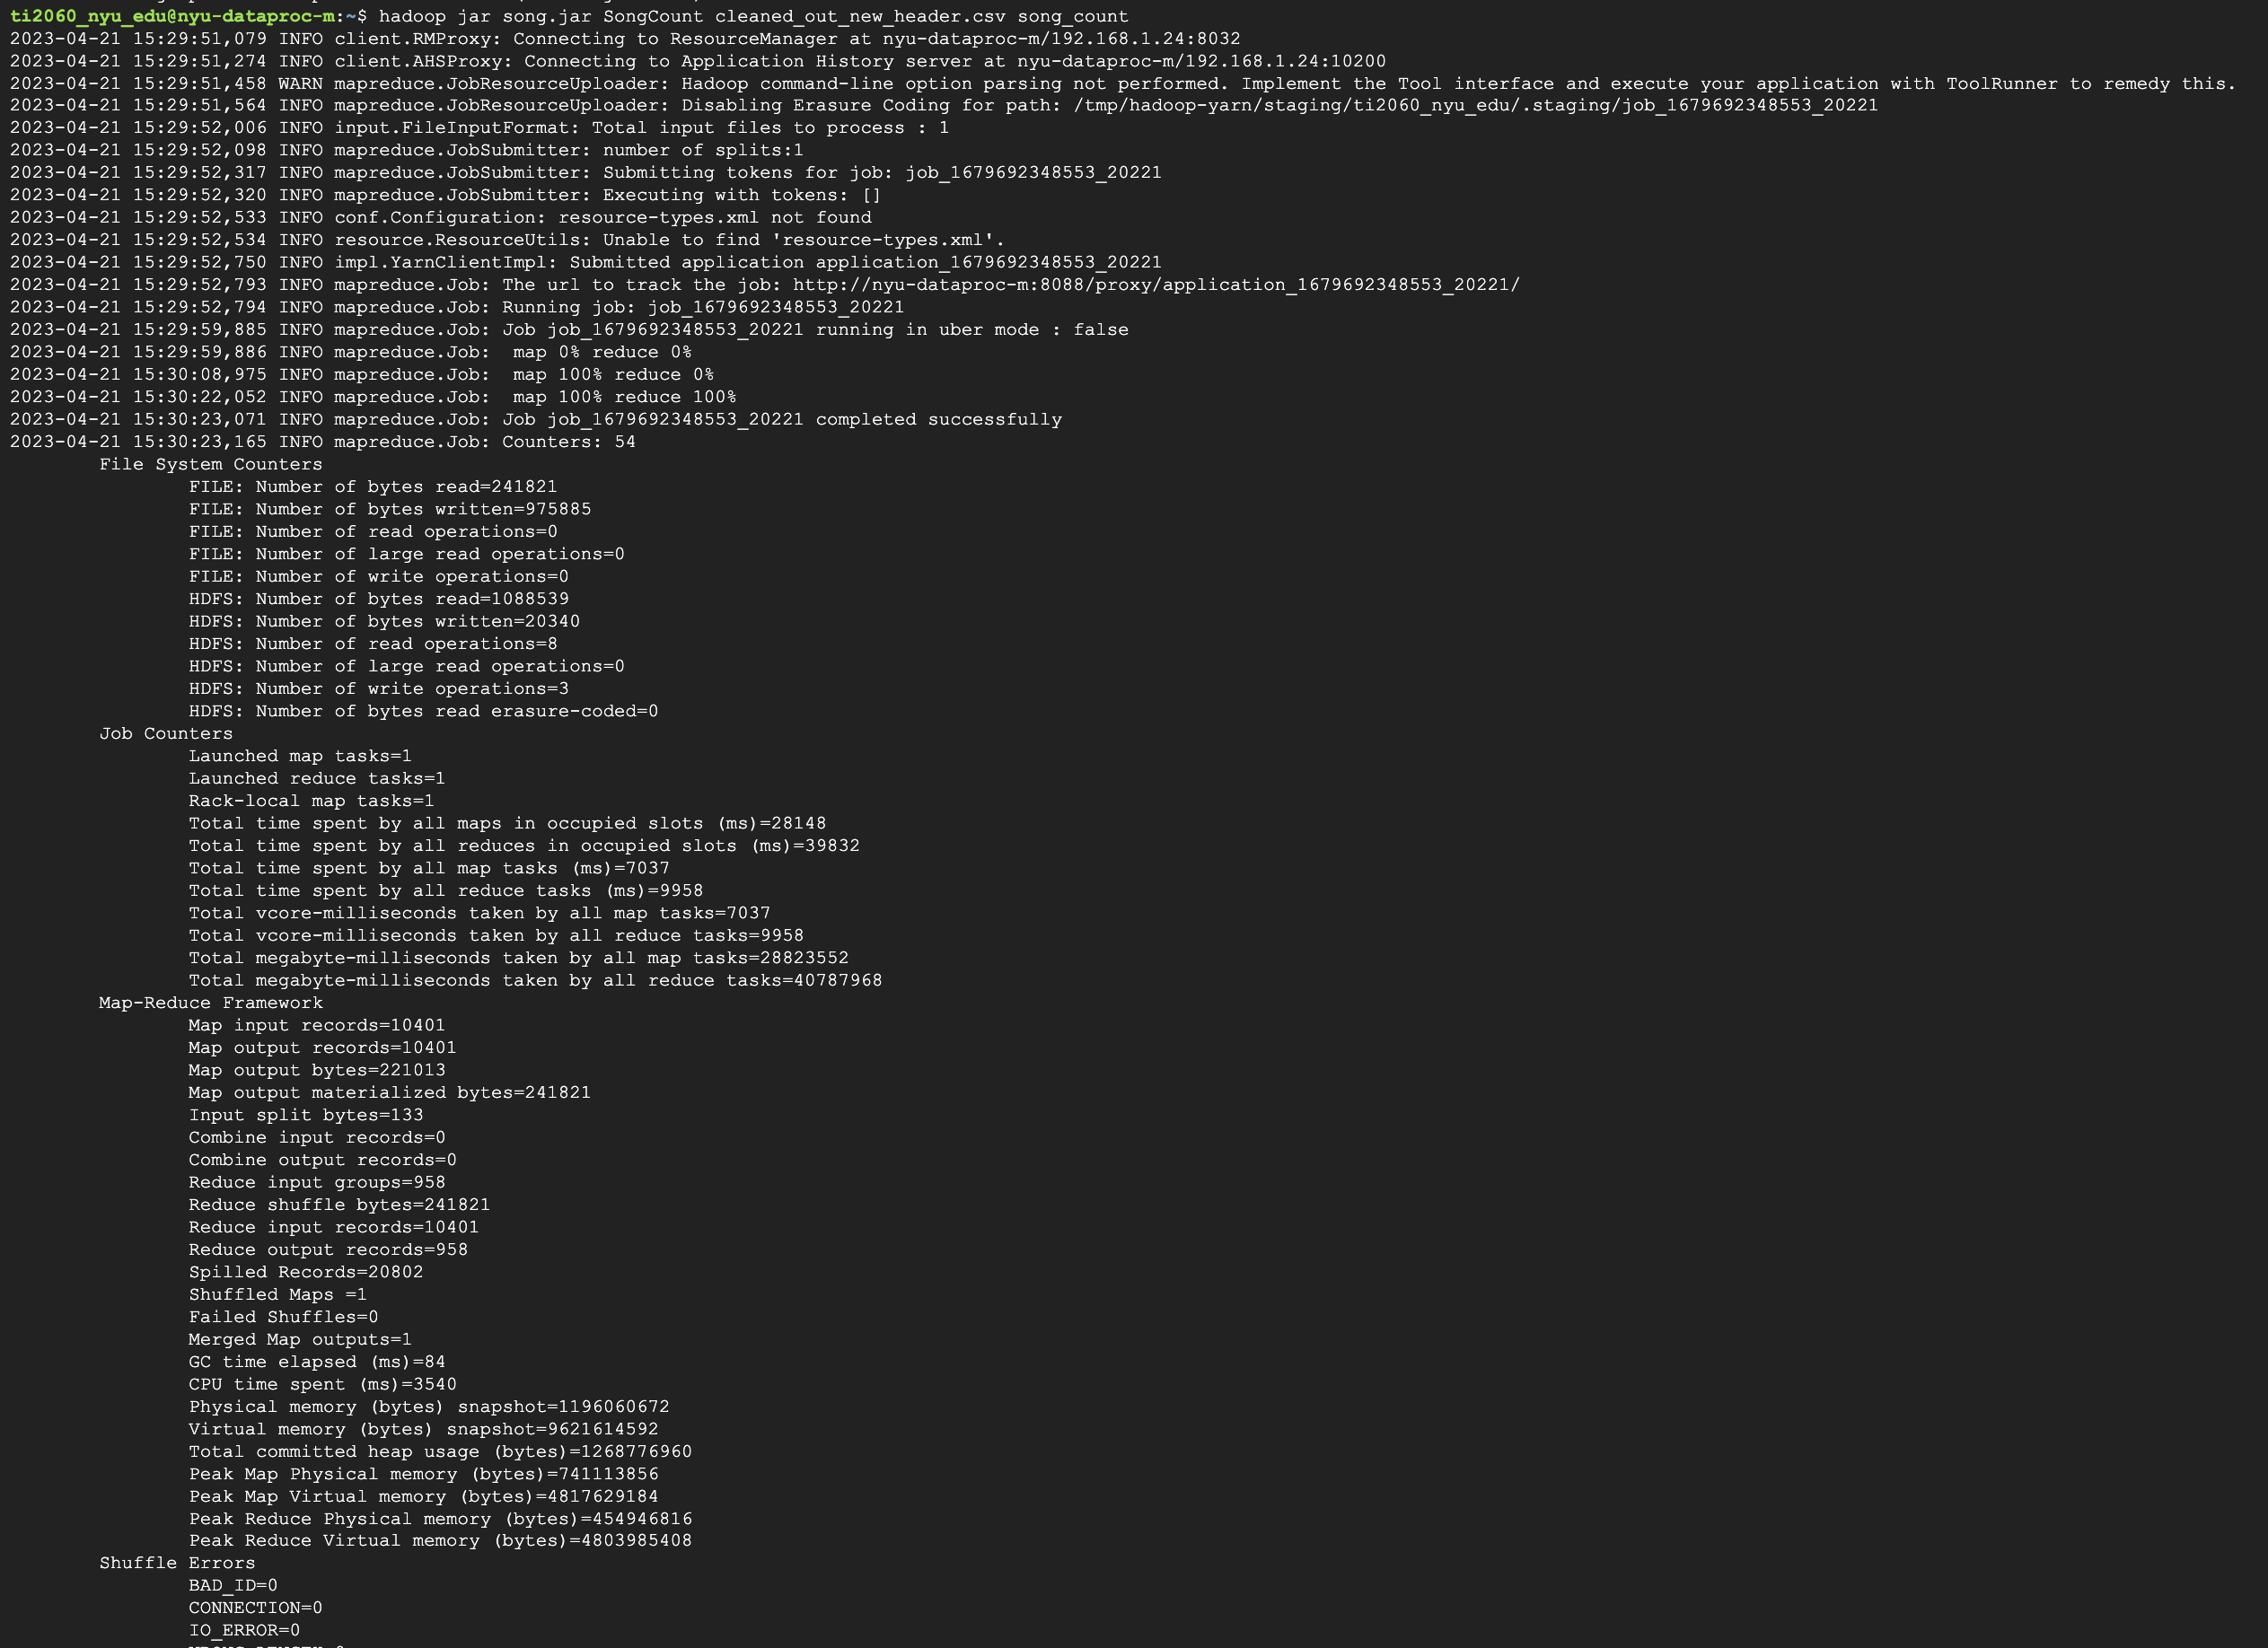 ti2060_nyu_edu@nyu-dataproc-m:~$ hadoop jar song.jar SongCount cleaned_out_new_header.csv song_count
2023-04-21 15:29:51,079 INFO client.RMProxy: Connecting to ResourceManager at nyu-dataproc-m/192.168.1.24:8032
2023-04-21 15:29:51,274 INFO client.AHSProxy: Connecting to Application History server at nyu-dataproc-m/192.168.1.24:10200
2023-04-21 15:29:51,458 WARN mapreduce.JobResourceUploader: Hadoop command-line option parsing not performed. Implement the Tool interface and execute your application with ToolRunner to remedy this.
2023-04-21 15:29:51,564 INFO mapreduce.JobResourceUploader: Disabling Erasure Coding for path: /tmp/hadoop-yarn/staging/ti2060_nyu_edu/.staging/job_1679692348553_20221
2023-04-21 15:29:52,006 INFO input.FileInputFormat: Total input files to process : 1
2023-04-21 15:29:52,098 INFO mapreduce.JobSubmitter: number of splits:1
2023-04-21 15:29:52,317 INFO mapreduce.JobSubmitter: Submitting tokens for job: job_1679692348553_20221
2023-04-21 15:29:52,320 INFO mapreduce.JobSubmitter: Executing with tokens: []
2023-04-21 15:29:52,533 INFO conf.Configuration: resource-types.xml not found
2023-04-21 15:29:52,534 INFO resource.ResourceUtils: Unable to find 'resource-types.xml'.
2023-04-21 15:29:52,750 INFO impl.YarnClientImpl: Submitted application application_1679692348553_20221
2023-04-21 15:29:52,793 INFO mapreduce.Job: The url to track the job: http://nyu-dataproc-m:8088/proxy/application_1679692348553_20221/
2023-04-21 15:29:52,794 INFO mapreduce.Job: Running job: job_1679692348553_20221
2023-04-21 15:29:59,885 INFO mapreduce.Job: Job job_1679692348553_20221 running in uber mode : false
2023-04-21 15:29:59,886 INFO mapreduce.Job:  map 0% reduce 0%
2023-04-21 15:30:08,975 INFO mapreduce.Job:  map 100% reduce 0%
2023-04-21 15:30:22,052 INFO mapreduce.Job:  map 100% reduce 100%
2023-04-21 15:30:23,071 INFO mapreduce.Job: Job job_1679692348553_20221 completed successfully
2023-04-21 15:30:23,165 INFO mapreduce.Job: Counters: 54
File System Counters
FILE: Number of bytes read=241821
FILE: Number of bytes written=975885
FILE: Number of read operations=0
FILE: Number of large read operations=0
FILE: Number of write operations=0
HDFS: Number of bytes read=1088539
HDFS: Number of bytes written=20340
HDFS: Number of read operations=8
HDFS: Number of large read operations=0
HDFS: Number of write operations=3
HDFS: Number of bytes read erasure-coded=0
Job Counters
Launched map tasks=1
Launched reduce tasks=1
Rack-local map tasks=1
Total time spent by all maps in occupied slots (ms)=28148
Total time spent by all reduces in occupied slots (ms)=39832
Total time spent by all map tasks (ms)=7037
Total time spent by all reduce tasks (ms)=9958
Total vcore-milliseconds taken by all map tasks=7037
Total vcore-milliseconds taken by all reduce tasks=9958
Total megabyte-milliseconds taken by all map tasks=28823552
Total megabyte-milliseconds taken by all reduce tasks=40787968
Map-Reduce Framework
Map input records=10401
Map output records=10401
Map output bytes=221013
Map output materialized bytes=241821
Input split bytes=133
Combine input records=0
Combine output records=0
Reduce input groups=958
Reduce shuffle bytes=241821
Reduce input records=10401
Reduce output records=958
Spilled Records=20802
Shuffled Maps =1
Failed Shuffles=0
Merged Map outputs=1
GC time elapsed (ms)=84
CPU time spent (ms)=3540
Physical memory (bytes) snapshot=1196060672
Virtual memory (bytes) snapshot=9621614592
Total committed heap usage (bytes)=1268776960
Peak Map Physical memory (bytes)=741113856
Peak Map Virtual memory (bytes)=4817629184
Peak Reduce Physical memory (bytes)=454946816
Peak Reduce Virtual memory (bytes)=4803985408
Shuffle Errors
BAD_ID=0
CONNECTION=0
IO_ERROR=0